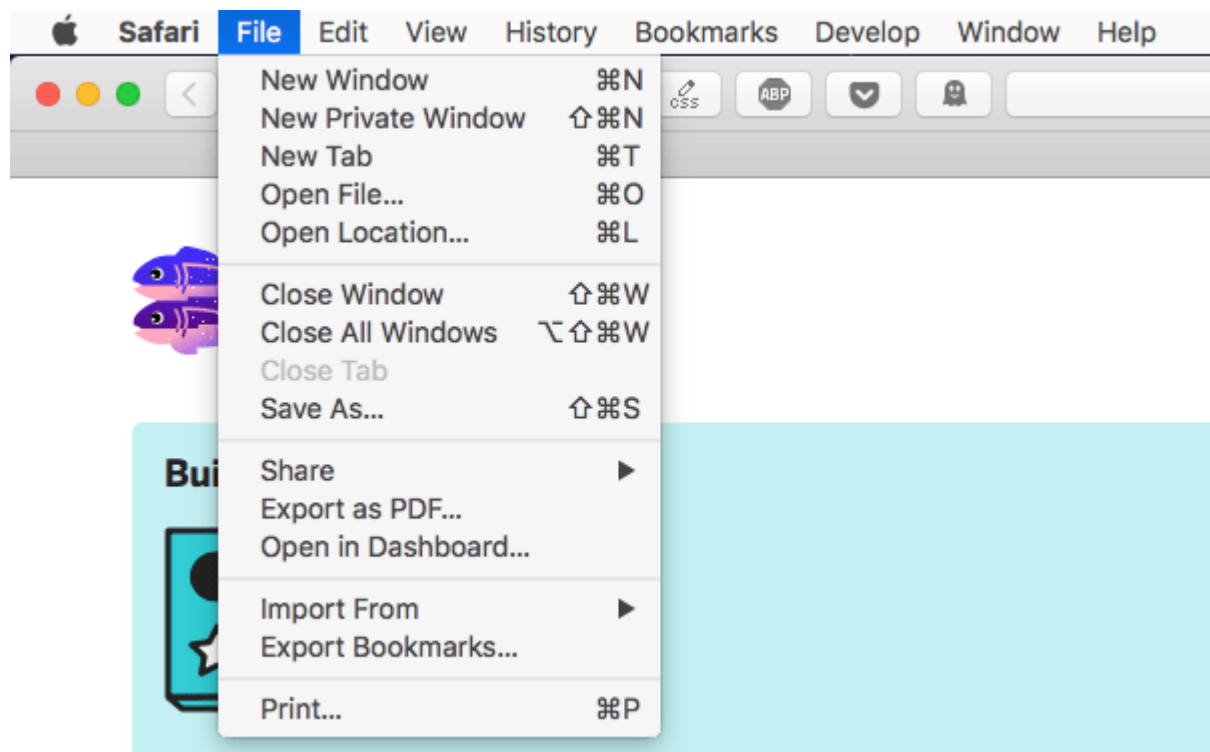 Safari File Edit View History Bookmarks Develop Window Help
css ABP
New Window ⌘N
New Private Window ⇧⌘N
New Tab ⌘T
Open File... ⌘O
Open Location... ⌘L
Close Window ⇧⌘W
Close All Windows ⌥⇧⌘W
Close Tab
Save As... ⇧⌘S
Share ▶
Export as PDF...
Open in Dashboard...
Import From ▶
Export Bookmarks...
Print... ⌘P
Bui